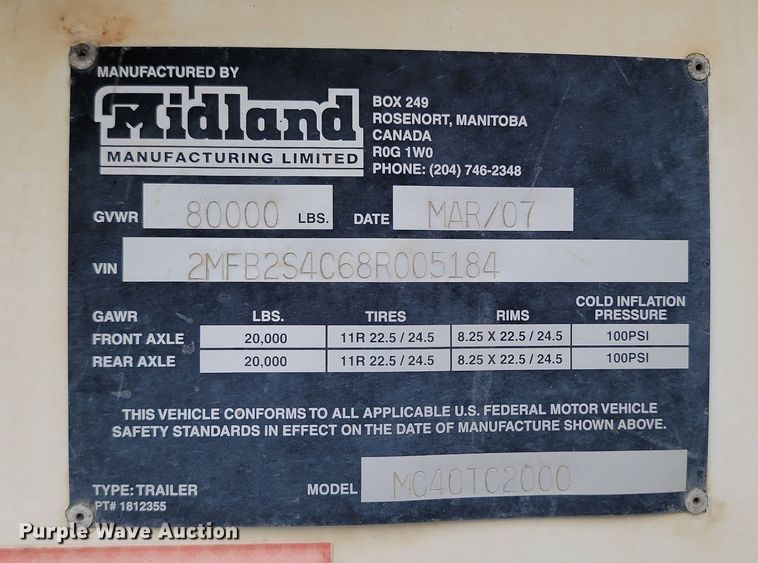 MANUFACTURED BY
Midland
MANUFACTURING LIMITED
BOX 249
ROSENORT, MANITOBA
CANADA
R0G 1W0
PHONE: (204) 746-2348
GVWR 80000 LBS. DATE MAR/07
VIN 2MFB2S4C68R005184
GAWR LBS. TIRES RIMS COLD INFLATION PRESSURE
FRONT AXLE 20,000 11R 22.5 / 24.5 8.25 X 22.5 / 24.5 100PSI
REAR AXLE 20,000 11R 22.5 / 24.5 8.25 X 22.5 / 24.5 100PSI
THIS VEHICLE CONFORMS TO ALL APPLICABLE U.S. FEDERAL MOTOR VEHICLE
SAFETY STANDARDS IN EFFECT ON THE DATE OF MANUFACTURE SHOWN ABOVE.
TYPE: TRAILER MODEL MG40TC2000
PT# 1812355
Purple Wave Auction